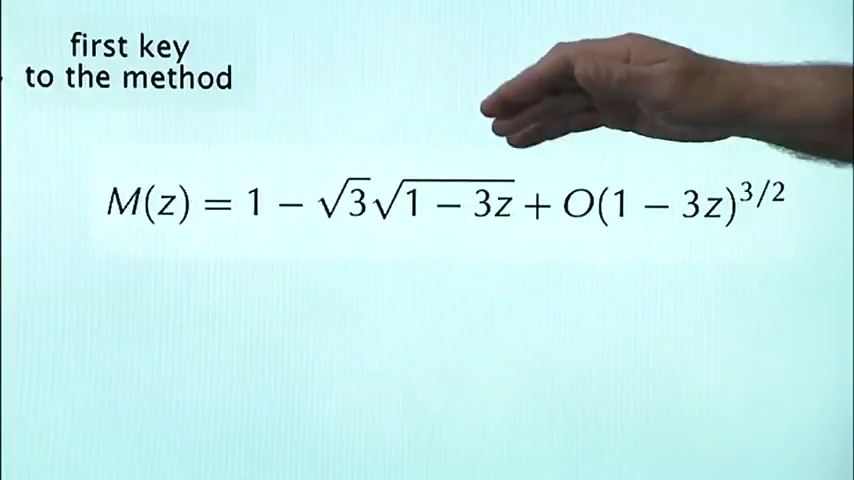 first key
to the method
M(z) = 1 − √3√(1 − 3z) + O(1 − 3z)^{3/2}